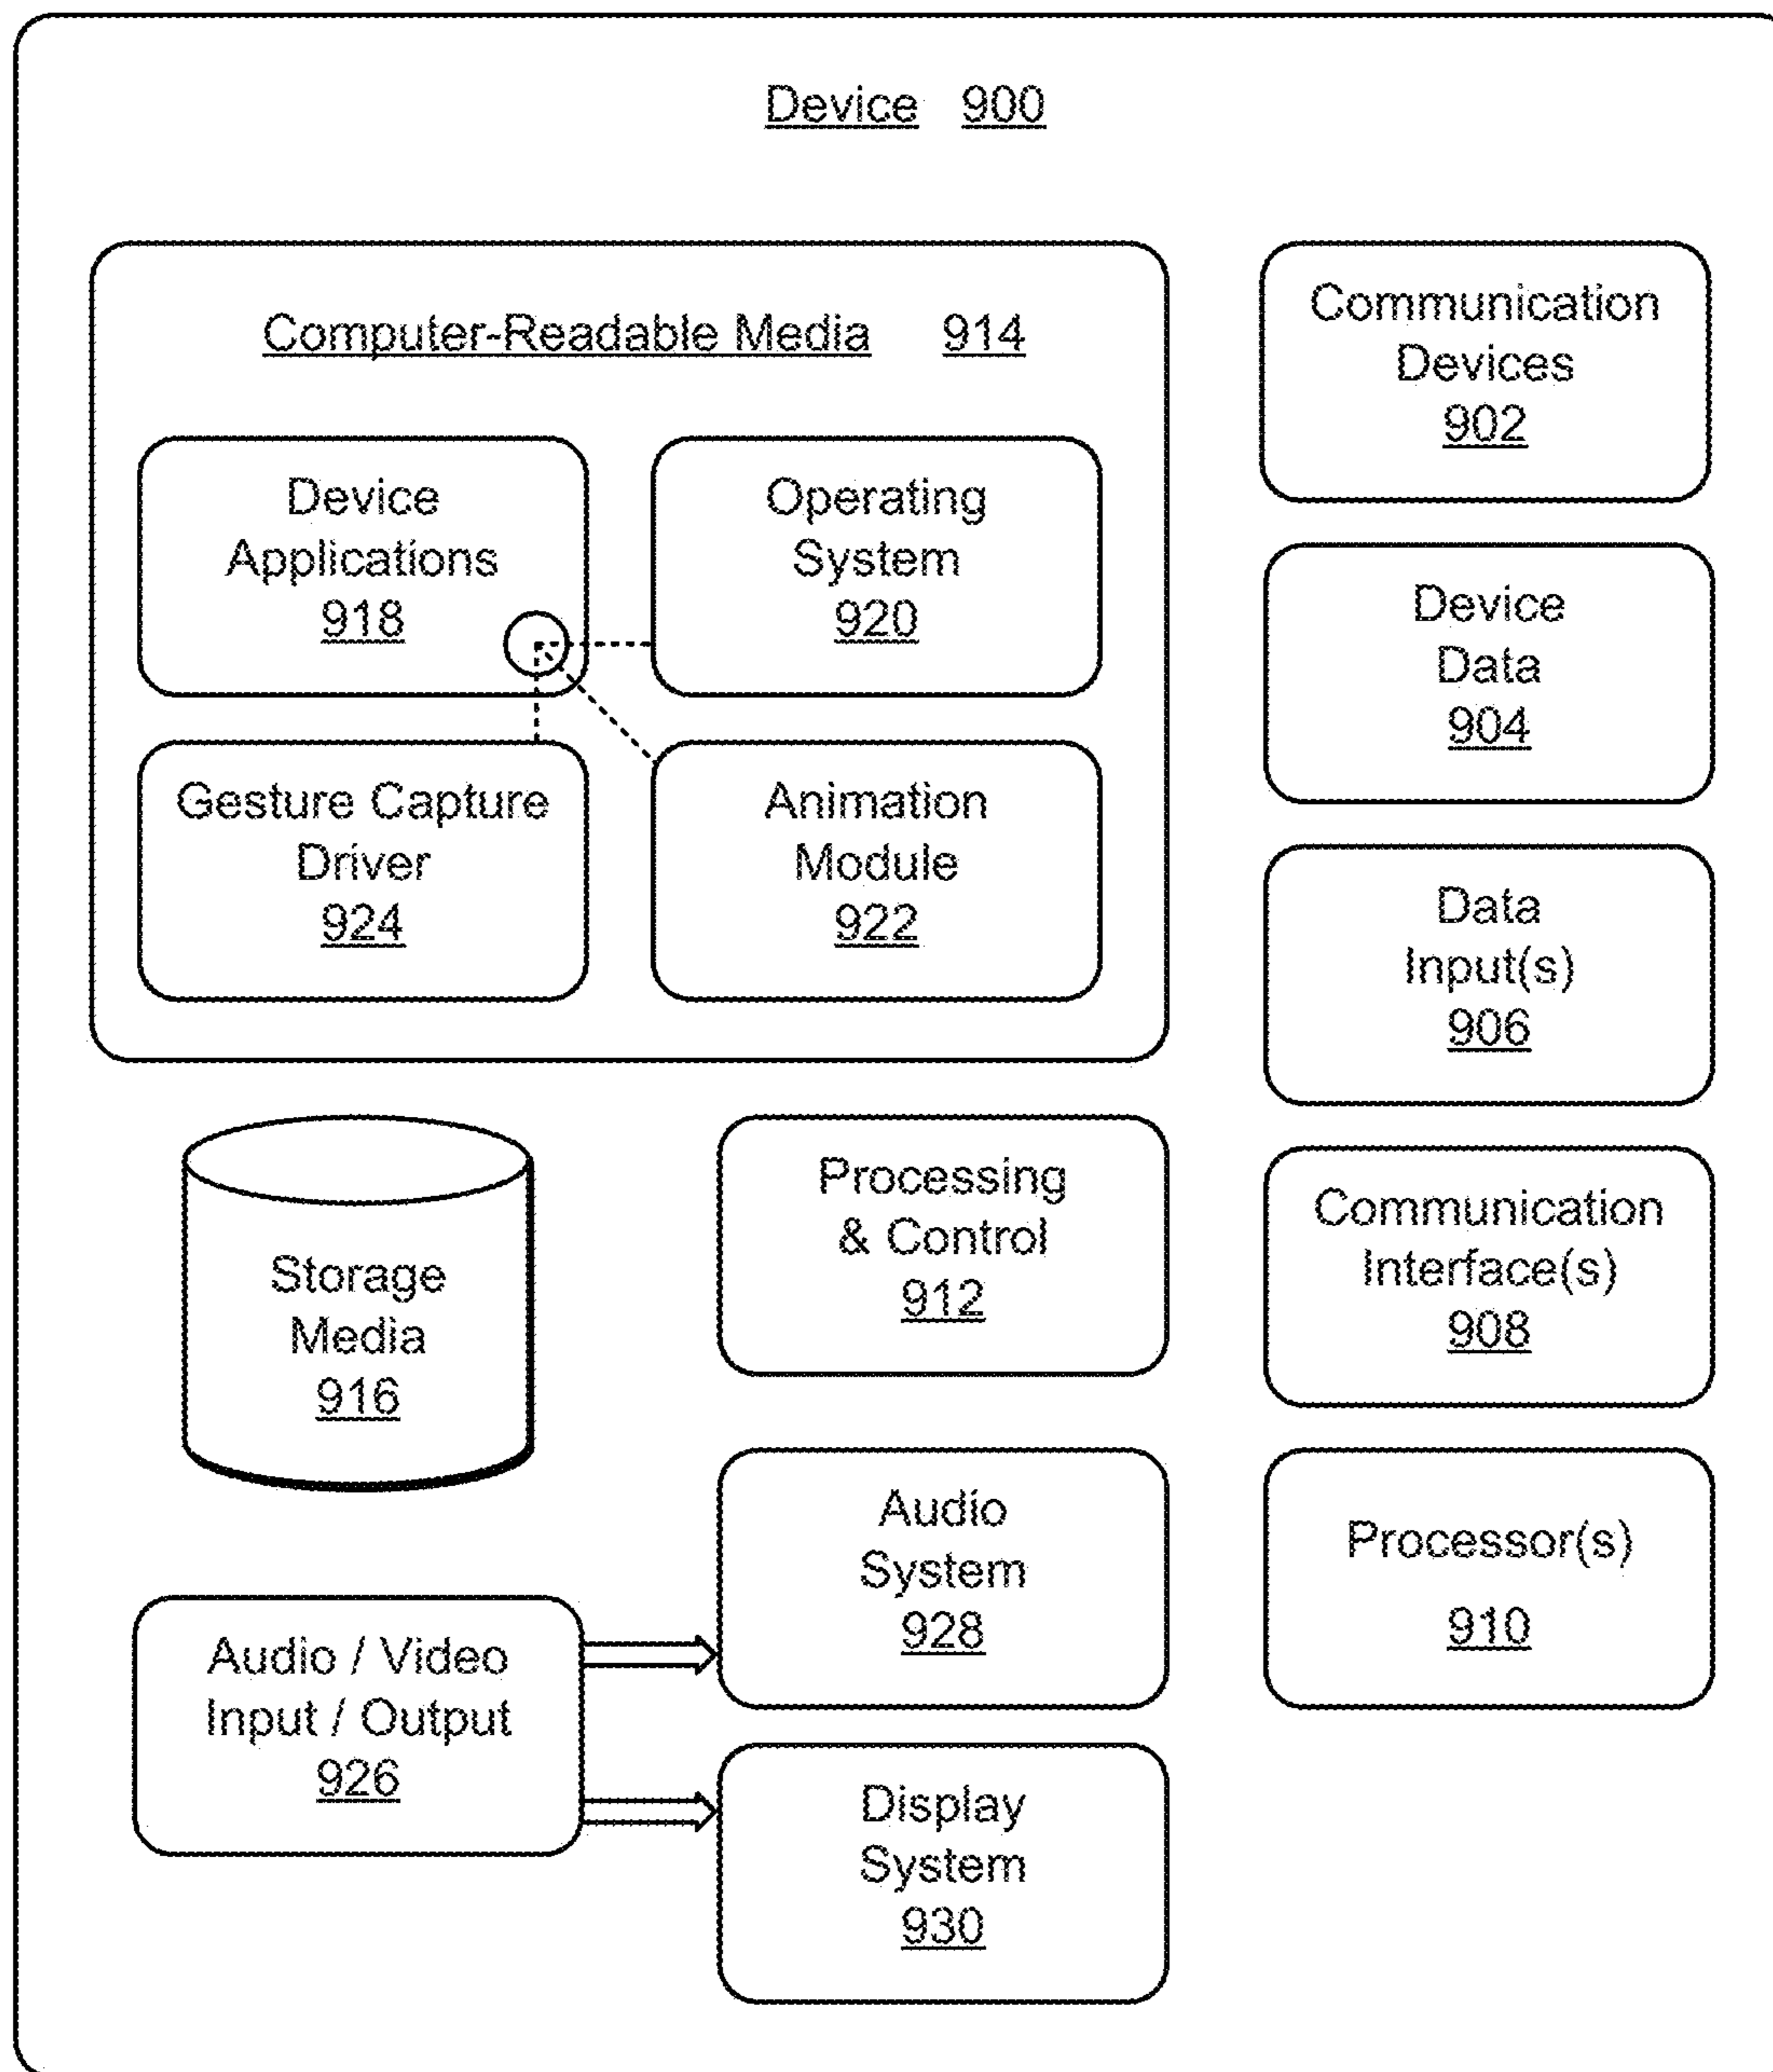 Device 900
Computer-Readable Media 914
Device
Applications
918
Operating
System
920
Gesture Capture
Driver
924
Animation
Module
922
Communication
Devices
902
Device
Data
904
Data
Input(s)
906
Communication
Interface(s)
908
Processor(s)
910
Storage
Media
916
Processing
& Control
912
Audio / Video
Input / Output
926
Audio
System
928
Display
System
930